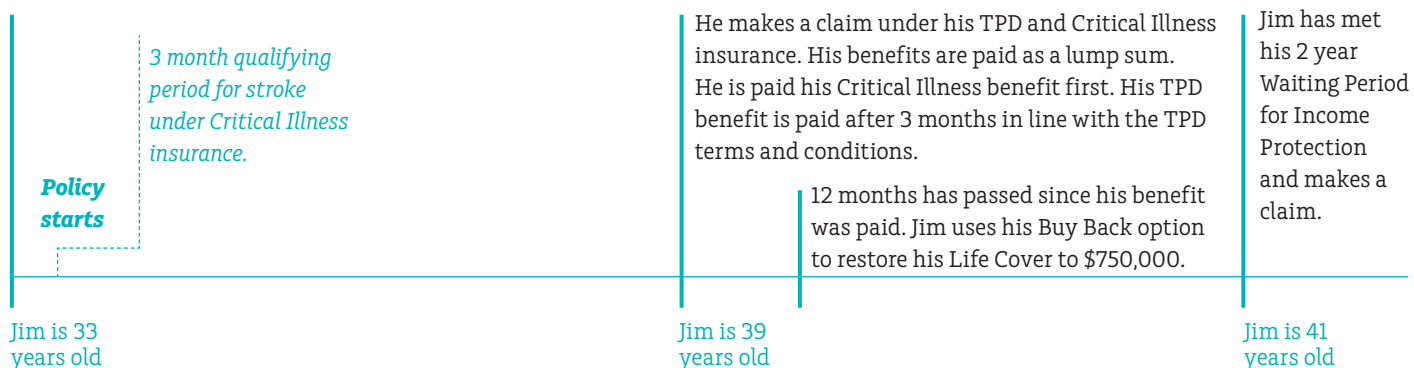 3 month qualifying
period for stroke
under Critical Illness
insurance.
Policy
starts
He makes a claim under his TPD and Critical Illness
insurance. His benefits are paid as a lump sum.
He is paid his Critical Illness benefit first. His TPD
benefit is paid after 3 months in line with the TPD
terms and conditions.
12 months has passed since his benefit
was paid. Jim uses his Buy Back option
to restore his Life Cover to $750,000.
Jim has met
his 2 year
Waiting Period
for Income
Protection
and makes a
claim.
Jim is 33
years old
Jim is 39
years old
Jim is 41
years old